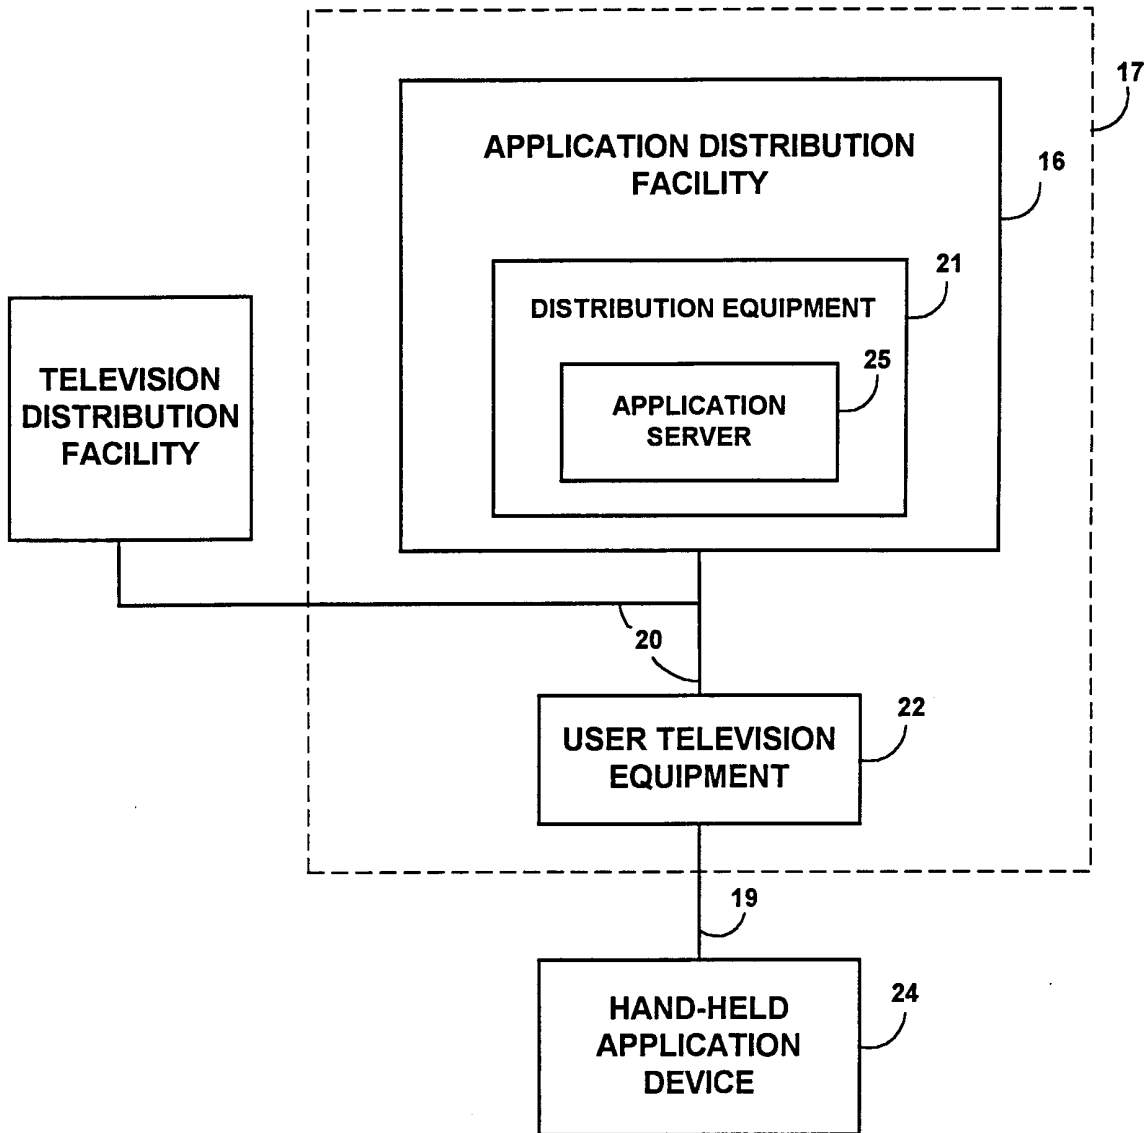 17
APPLICATION DISTRIBUTION
FACILITY
16
21
DISTRIBUTION EQUIPMENT
25
APPLICATION
SERVER
TELEVISION
DISTRIBUTION
FACILITY
20
22
USER TELEVISION
EQUIPMENT
19
24
HAND-HELD
APPLICATION
DEVICE